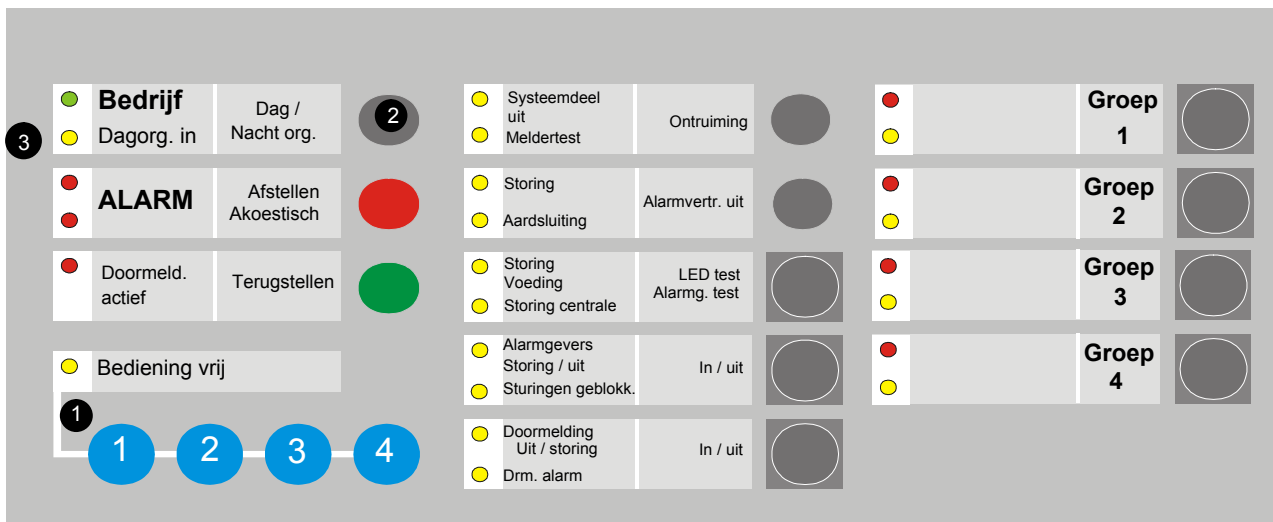 3
Bedrijf
Dagorg. in
Dag /
Nacht org.
2
ALARM
Afstellen
Akoestisch
Doormeld.
actief
Terugstellen
Bediening vrij
1
1
2
3
4
Systeemdeel
uit
Meldertest
Ontruiming
Storing
Aardsluiting
Alarmvertr. uit
Storing
Voeding
Storing centrale
LED test
Alarmg. test
Alarmgevers
Storing / uit
Sturingen geblokk.
In / uit
Doormelding
Uit / storing
Drm. alarm
In / uit
Groep
1
Groep
2
Groep
3
Groep
4